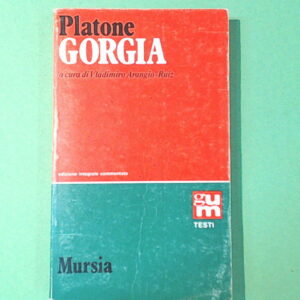 Platone
GORGIA
a cura di Vladimiro Arangio-Ruiz
edizione integrale commentata
gum
TESTI
Mursia